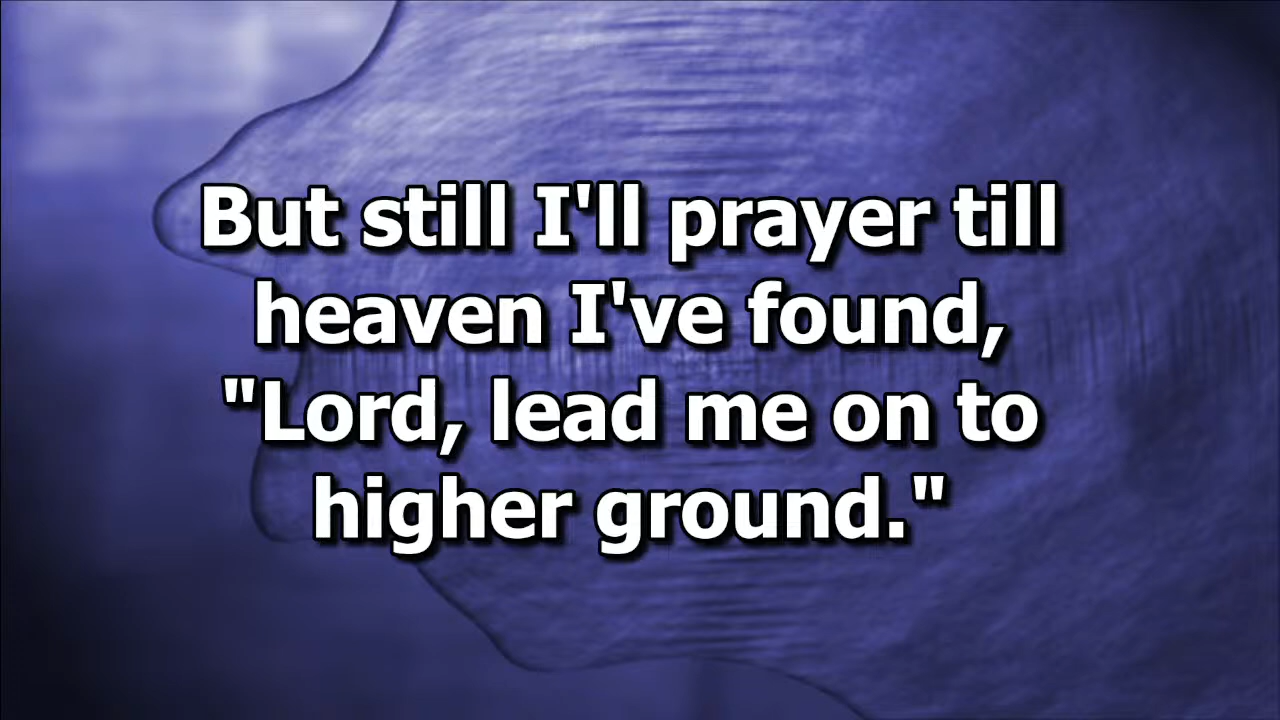 But still I'll prayer till
heaven I've found,
"Lord, lead me on to
higher ground."